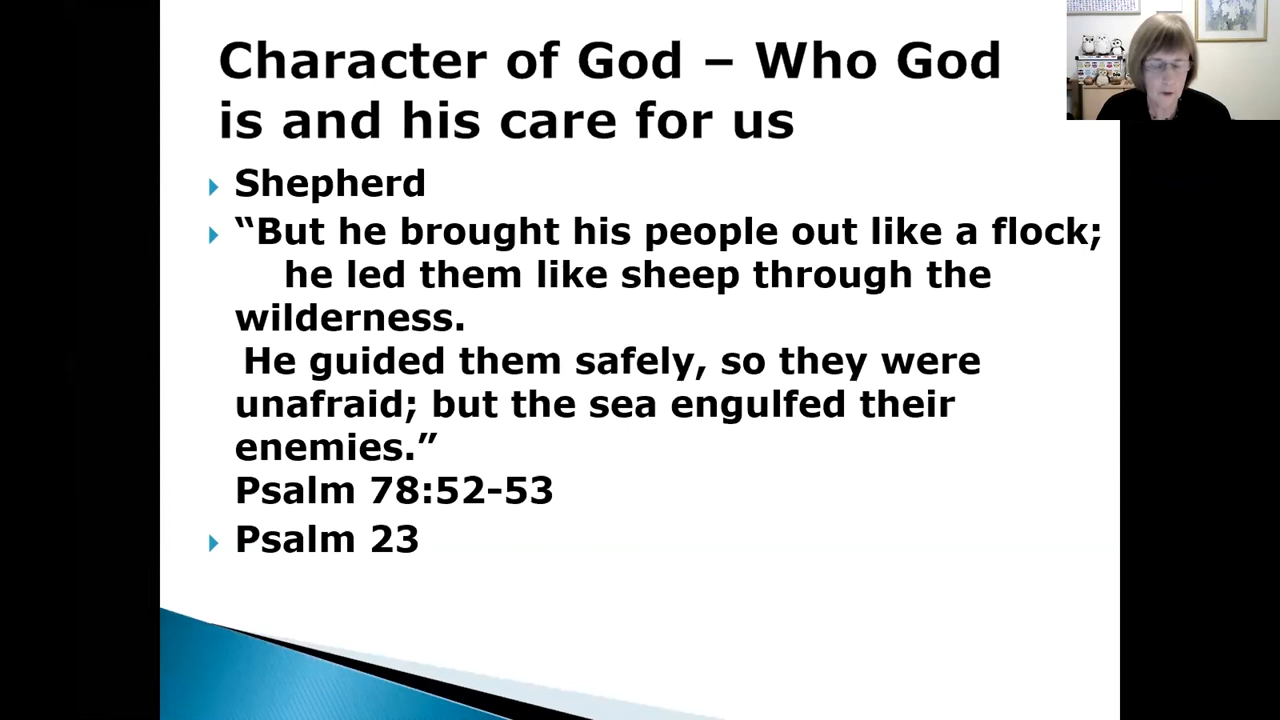 Character of God – Who God
is and his care for us
Shepherd
“But he brought his people out like a flock;
he led them like sheep through the
wilderness.
He guided them safely, so they were
unafraid; but the sea engulfed their
enemies.”
Psalm 78:52-53
Psalm 23